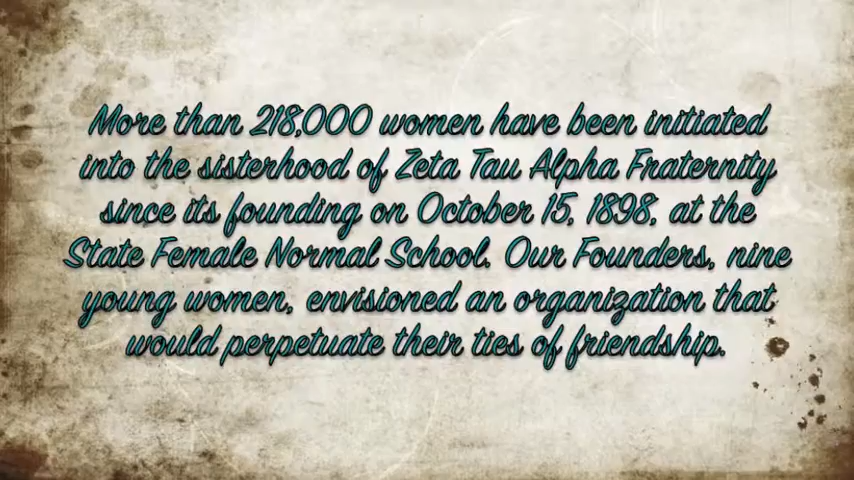 More than 218,000 women have been initiated
into the sisterhood of Zeta Tau Alpha Fraternity
since its founding on October 15, 1898, at the
State Female Normal School. Our Founders, nine
young women, envisioned an organization that
would perpetuate their ties of friendship.